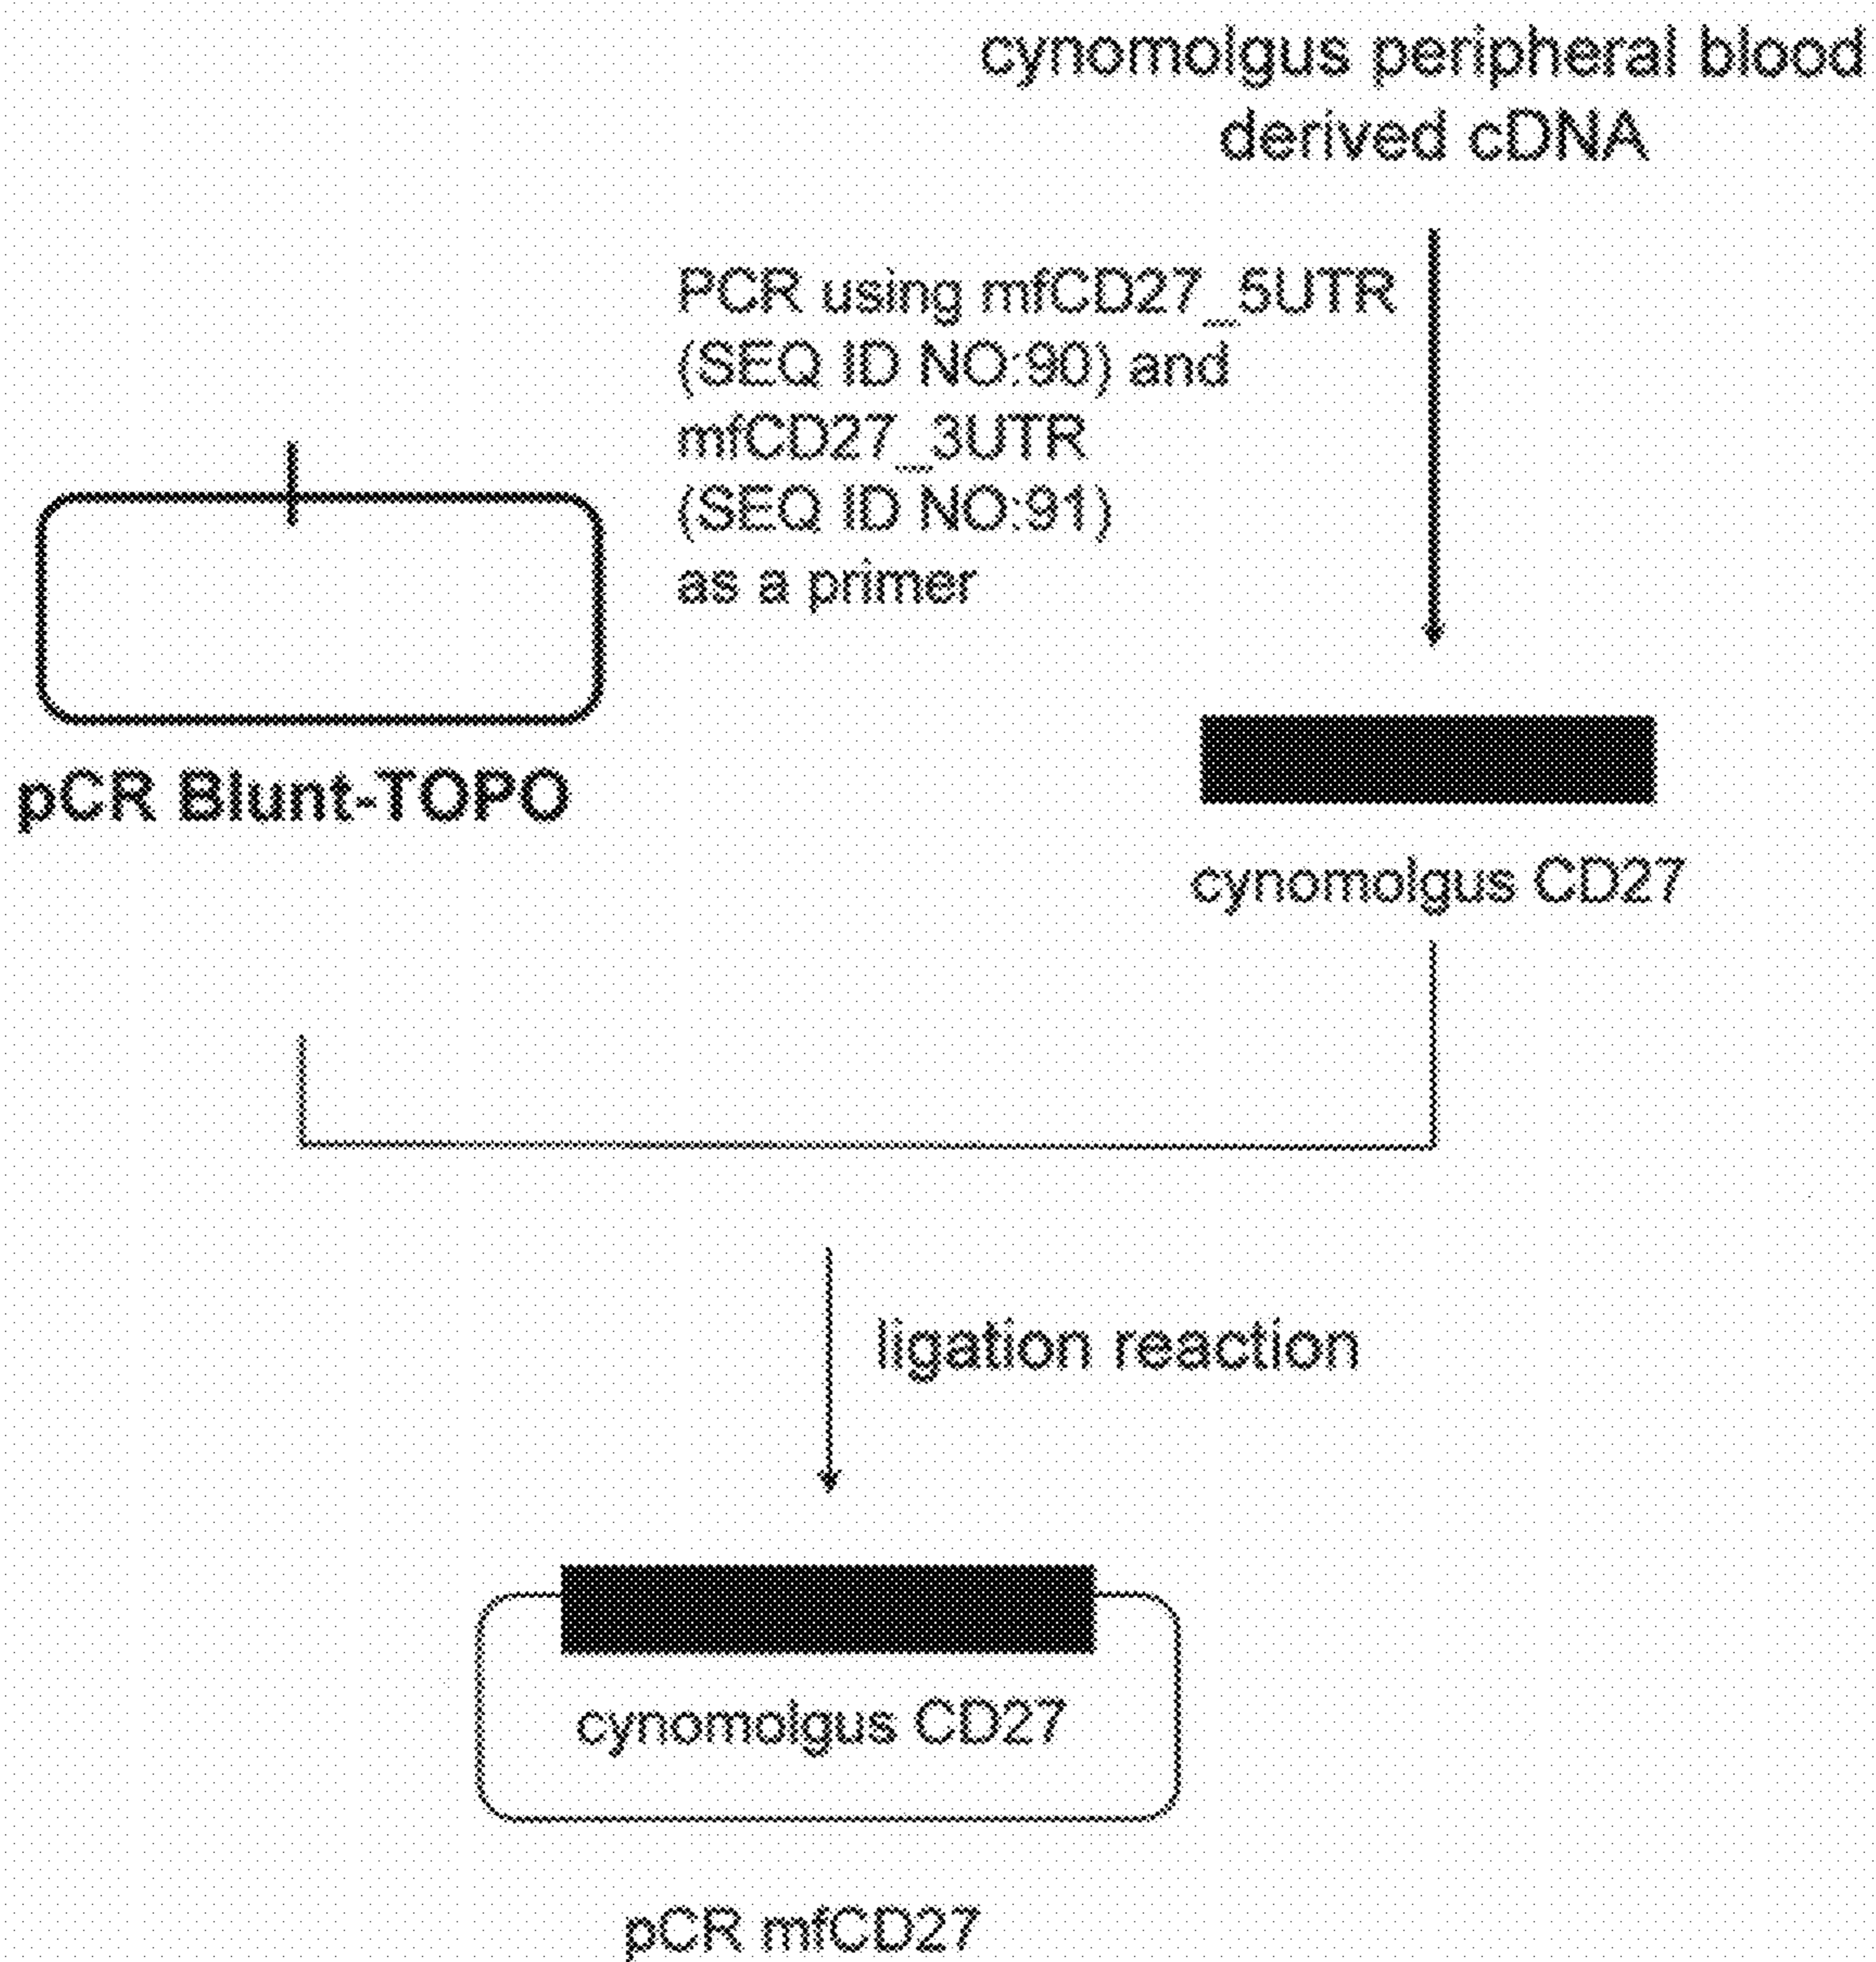 cynomolgus peripheral blood
derived cDNA
PCR using mfCD27_5UTR
(SEQ ID NO:90) and
mfCD27_3UTR
(SEQ ID NO:91)
as a primer
pCR Blunt-TOPO
cynomolgus CD27
ligation reaction
cynomolgus CD27
pCR mfCD27